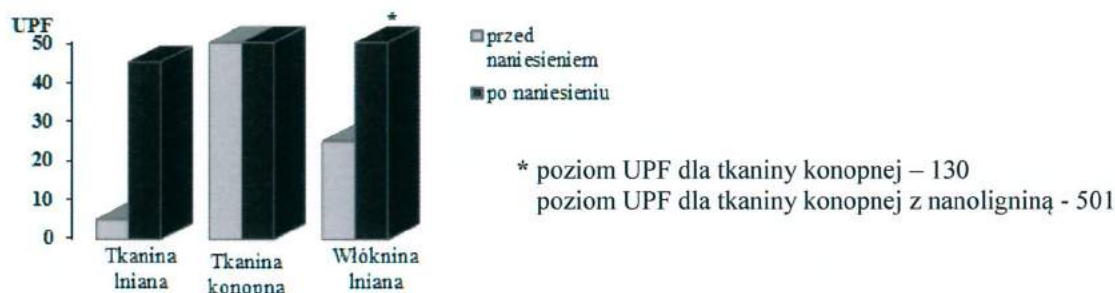 UPF
*
50
40
30
20
10
0
Tkanina lniana
Tkanina konopna
Włóknina lniana
przed naniesieniem
po naniesieniu
* poziom UPF dla tkaniny konopnej – 130
poziom UPF dla tkaniny konopnej z nanoligniną - 501